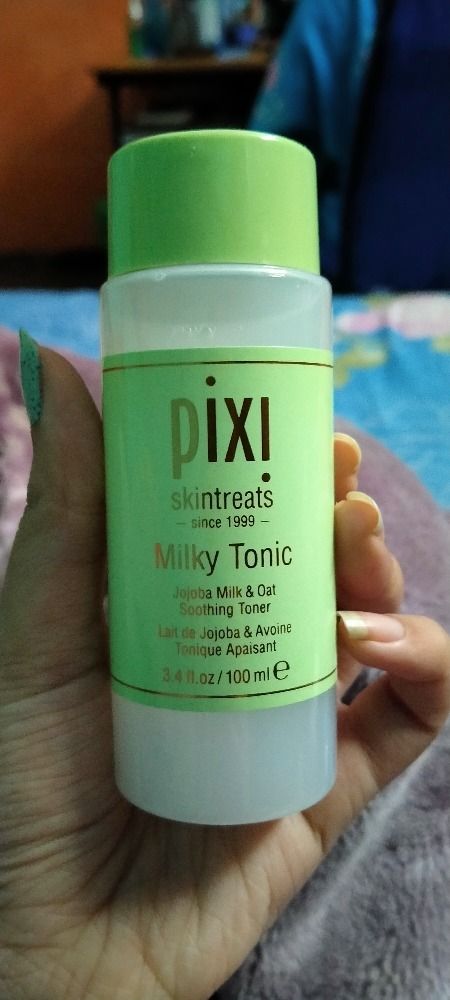 pixi
skintreats
– since 1999 –
Milky Tonic
Jojoba Milk & Oat
Soothing Toner
Lait de Jojoba & Avoine
Tonique Apaisant
3.4 fl.oz / 100 ml ℮